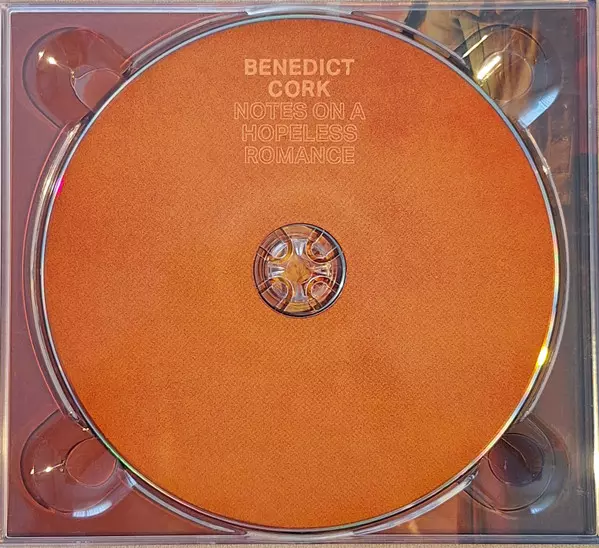 BENEDICT
CORK
NOTES ON A
HOPELESS
ROMANCE